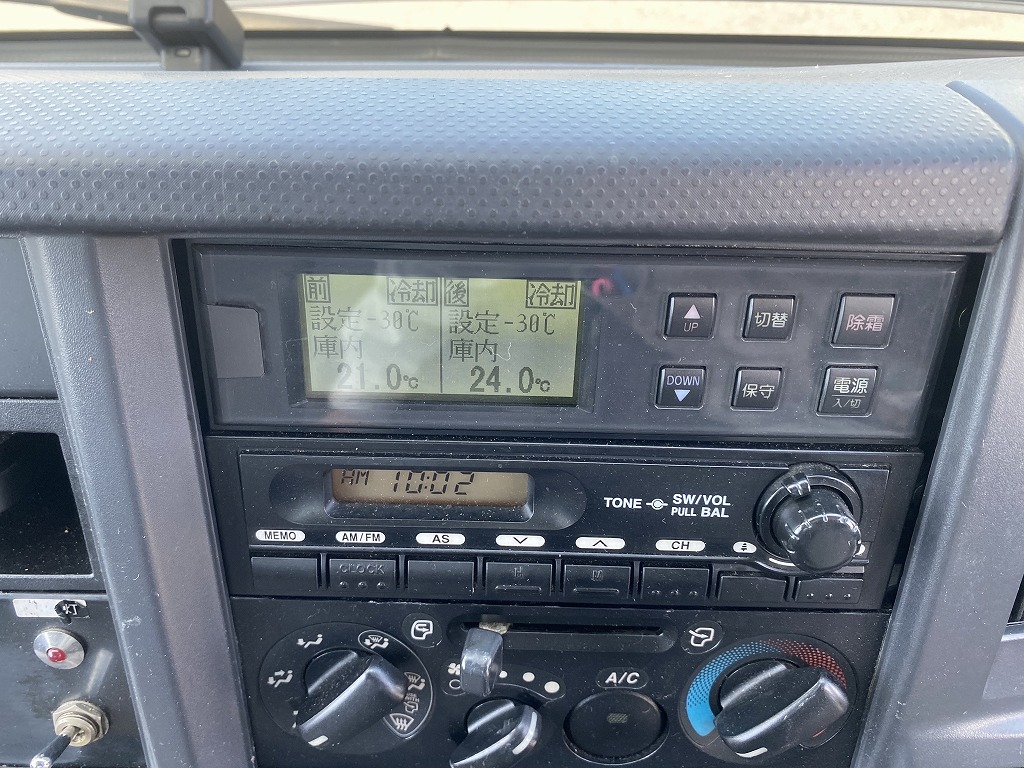 前 冷却 後 冷却
設定-30℃ 設定-30℃
庫内 庫内
21.0℃ 24.0℃
UP
切替
除霜
DOWN
保守
電源
入/切
AM 10:02
TONE SW/VOL
PULL BAL
MEMO AM/FM AS CH
CLOCK
H M
A/C